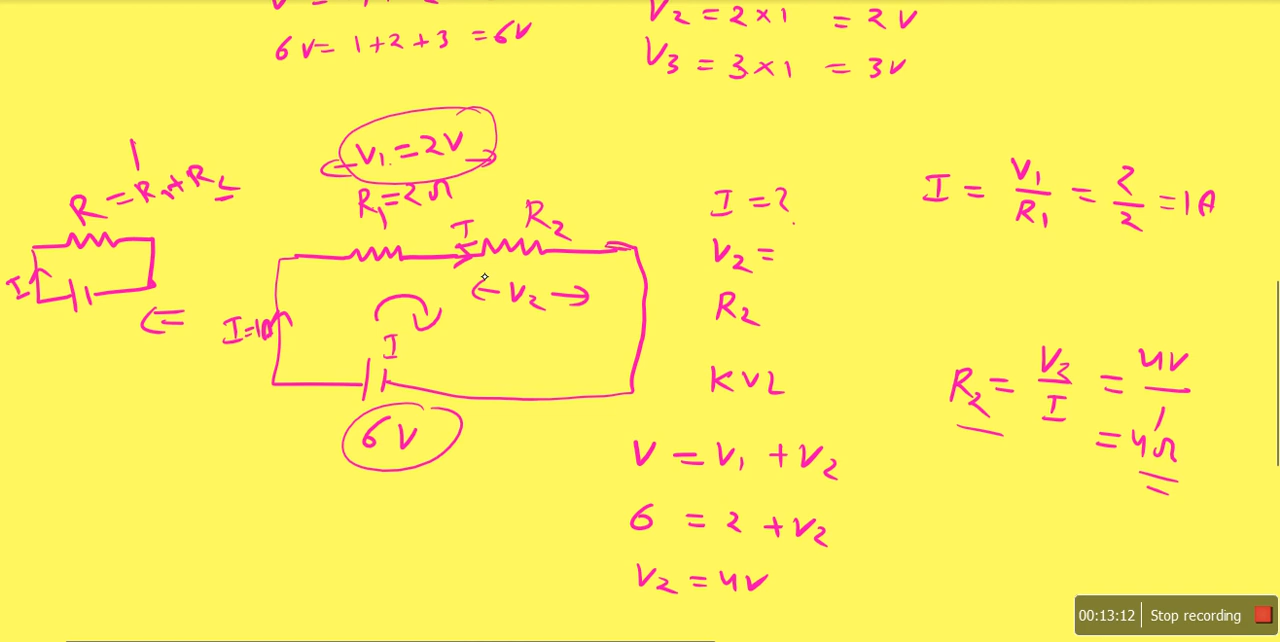 6V = 1+2+3 = 6V
V2 = 2×1 = 2V
V3 = 3×1 = 3V
V1 = 2V
R1=2Ω
R = R1+R2
I
R2
I
V2
I=1A
I
6V
I = ?
V2 =
R2
KVL
V = V1 + V2
6 = 2 + V2
V2 = 4V
I = V1/R1 = 2/2 = 1A
R2 = V3/I = 4V/1
= 4Ω
00:13:12 Stop recording